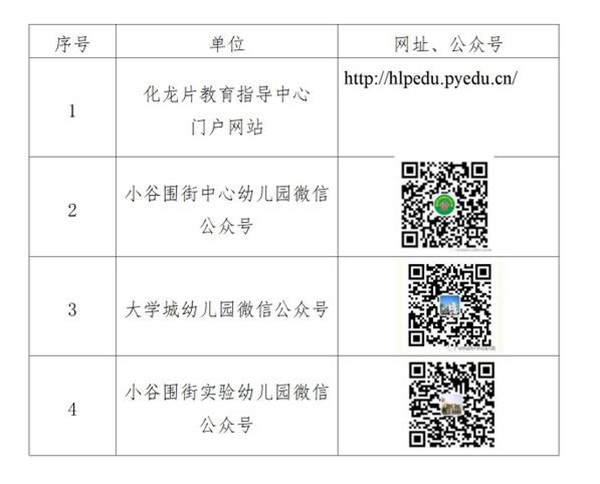 序号 单位 网址、公众号
1 化龙片教育指导中心 http://hlpedu.pyedu.cn/
门户网站
2 小谷围街中心幼儿园微信
公众号
3 大学城幼儿园微信公众号
4 小谷围街实验幼儿园微信
公众号